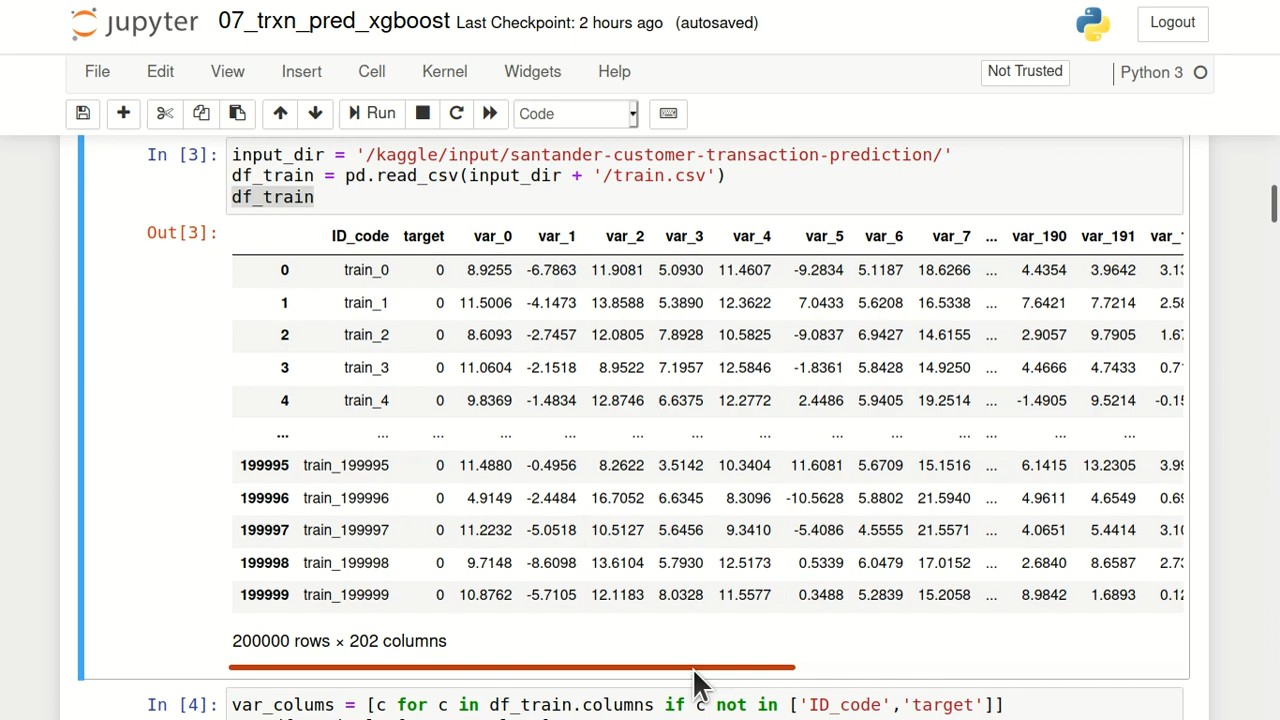 jupyter 07_trxn_pred_xgboost Last Checkpoint: 2 hours ago (autosaved) Logout
File Edit View Insert Cell Kernel Widgets Help Not Trusted Python 3
Run Code
In [3]: input_dir = '/kaggle/input/santander-customer-transaction-prediction/'
df_train = pd.read_csv(input_dir + '/train.csv')
df_train
Out[3]: ID_code target var_0 var_1 var_2 var_3 var_4 var_5 var_6 var_7 ... var_190 var_191
0 train_0 0 8.9255 -6.7863 11.9081 5.0930 11.4607 -9.2834 5.1187 18.6266 ... 4.4354 3.9642
1 train_1 0 11.5006 -4.1473 13.8588 5.3890 12.3622 7.0433 5.6208 16.5338 ... 7.6421 7.7214
2 train_2 0 8.6093 -2.7457 12.0805 7.8928 10.5825 -9.0837 6.9427 14.6155 ... 2.9057 9.7905
3 train_3 0 11.0604 -2.1518 8.9522 7.1957 12.5846 -1.8361 5.8428 14.9250 ... 4.4666 4.7433
4 train_4 0 9.8369 -1.4834 12.8746 6.6375 12.2772 2.4486 5.9405 19.2514 ... -1.4905 9.5214
... ... ... ... ... ... ... ... ... ... ... ... ... ...
199995 train_199995 0 11.4880 -0.4956 8.2622 3.5142 10.3404 11.6081 5.6709 15.1516 ... 6.1415 13.2305
199996 train_199996 0 4.9149 -2.4484 16.7052 6.6345 8.3096 -10.5628 5.8802 21.5940 ... 4.9611 4.6549
199997 train_199997 0 11.2232 -5.0518 10.5127 5.6456 9.3410 -5.4086 4.5555 21.5571 ... 4.0651 5.4414
199998 train_199998 0 9.7148 -8.6098 13.6104 5.7930 12.5173 0.5339 6.0479 17.0152 ... 2.6840 8.6587
199999 train_199999 0 10.8762 -5.7105 12.1183 8.0328 11.5577 0.3488 5.2839 15.2058 ... 8.9842 1.6893
200000 rows × 202 columns
In [4]: var_colums = [c for c in df_train.columns if c not in ['ID_code','target']]